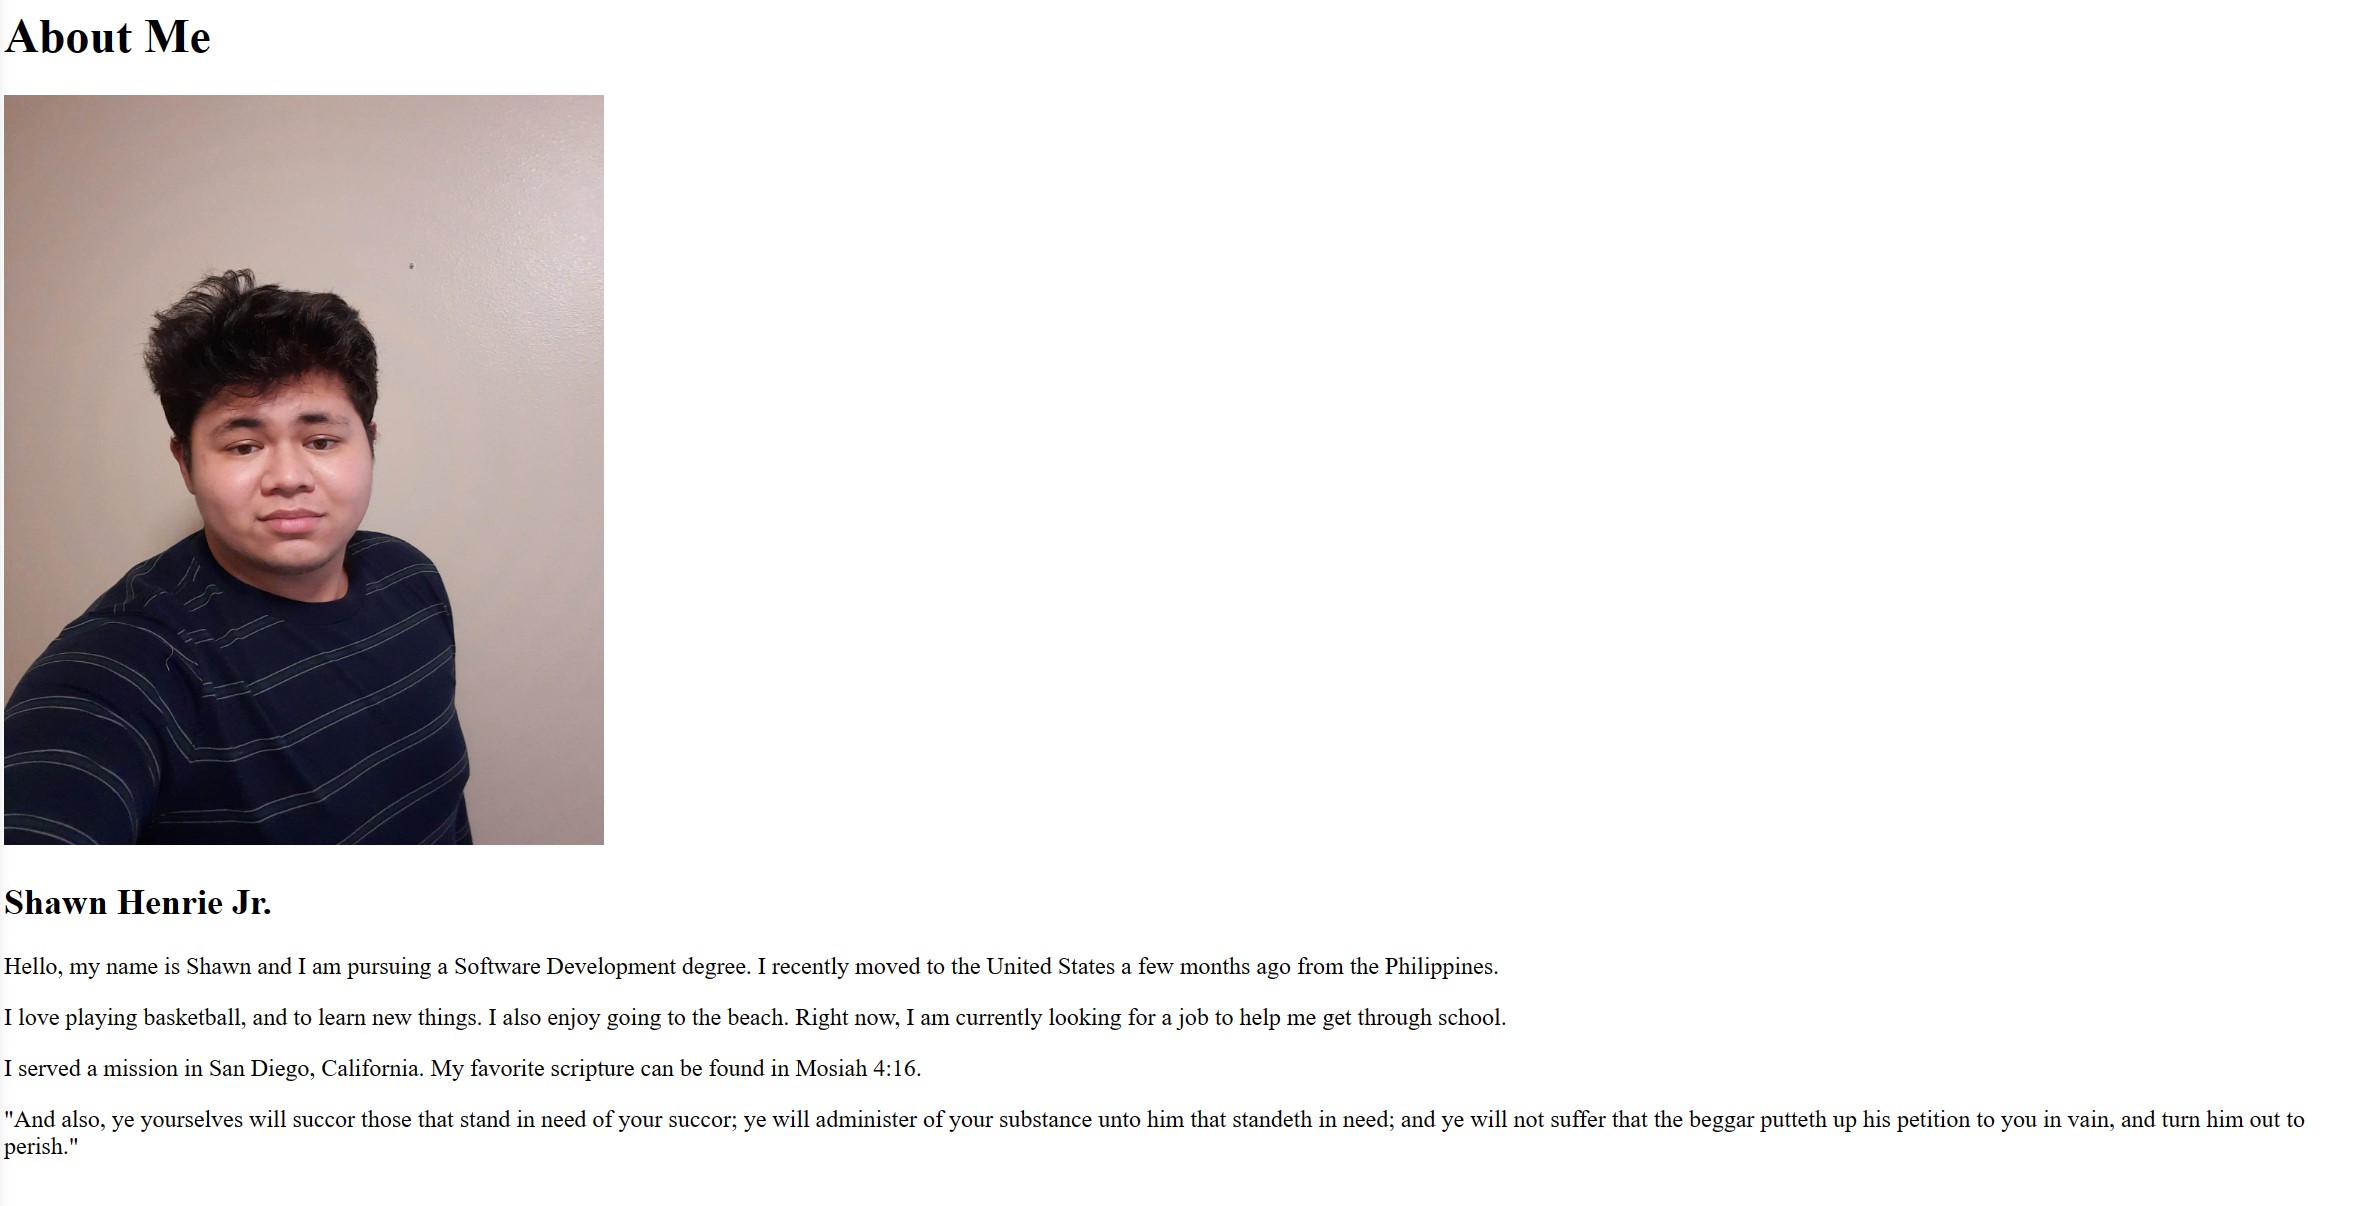 About Me
Shawn Henrie Jr.
Hello, my name is Shawn and I am pursuing a Software Development degree. I recently moved to the United States a few months ago from the Philippines.
I love playing basketball, and to learn new things. I also enjoy going to the beach. Right now, I am currently looking for a job to help me get through school.
I served a mission in San Diego, California. My favorite scripture can be found in Mosiah 4:16.
"And also, ye yourselves will succor those that stand in need of your succor; ye will administer of your substance unto him that standeth in need; and ye will not suffer that the beggar putteth up his petition to you in vain, and turn him out to
perish."